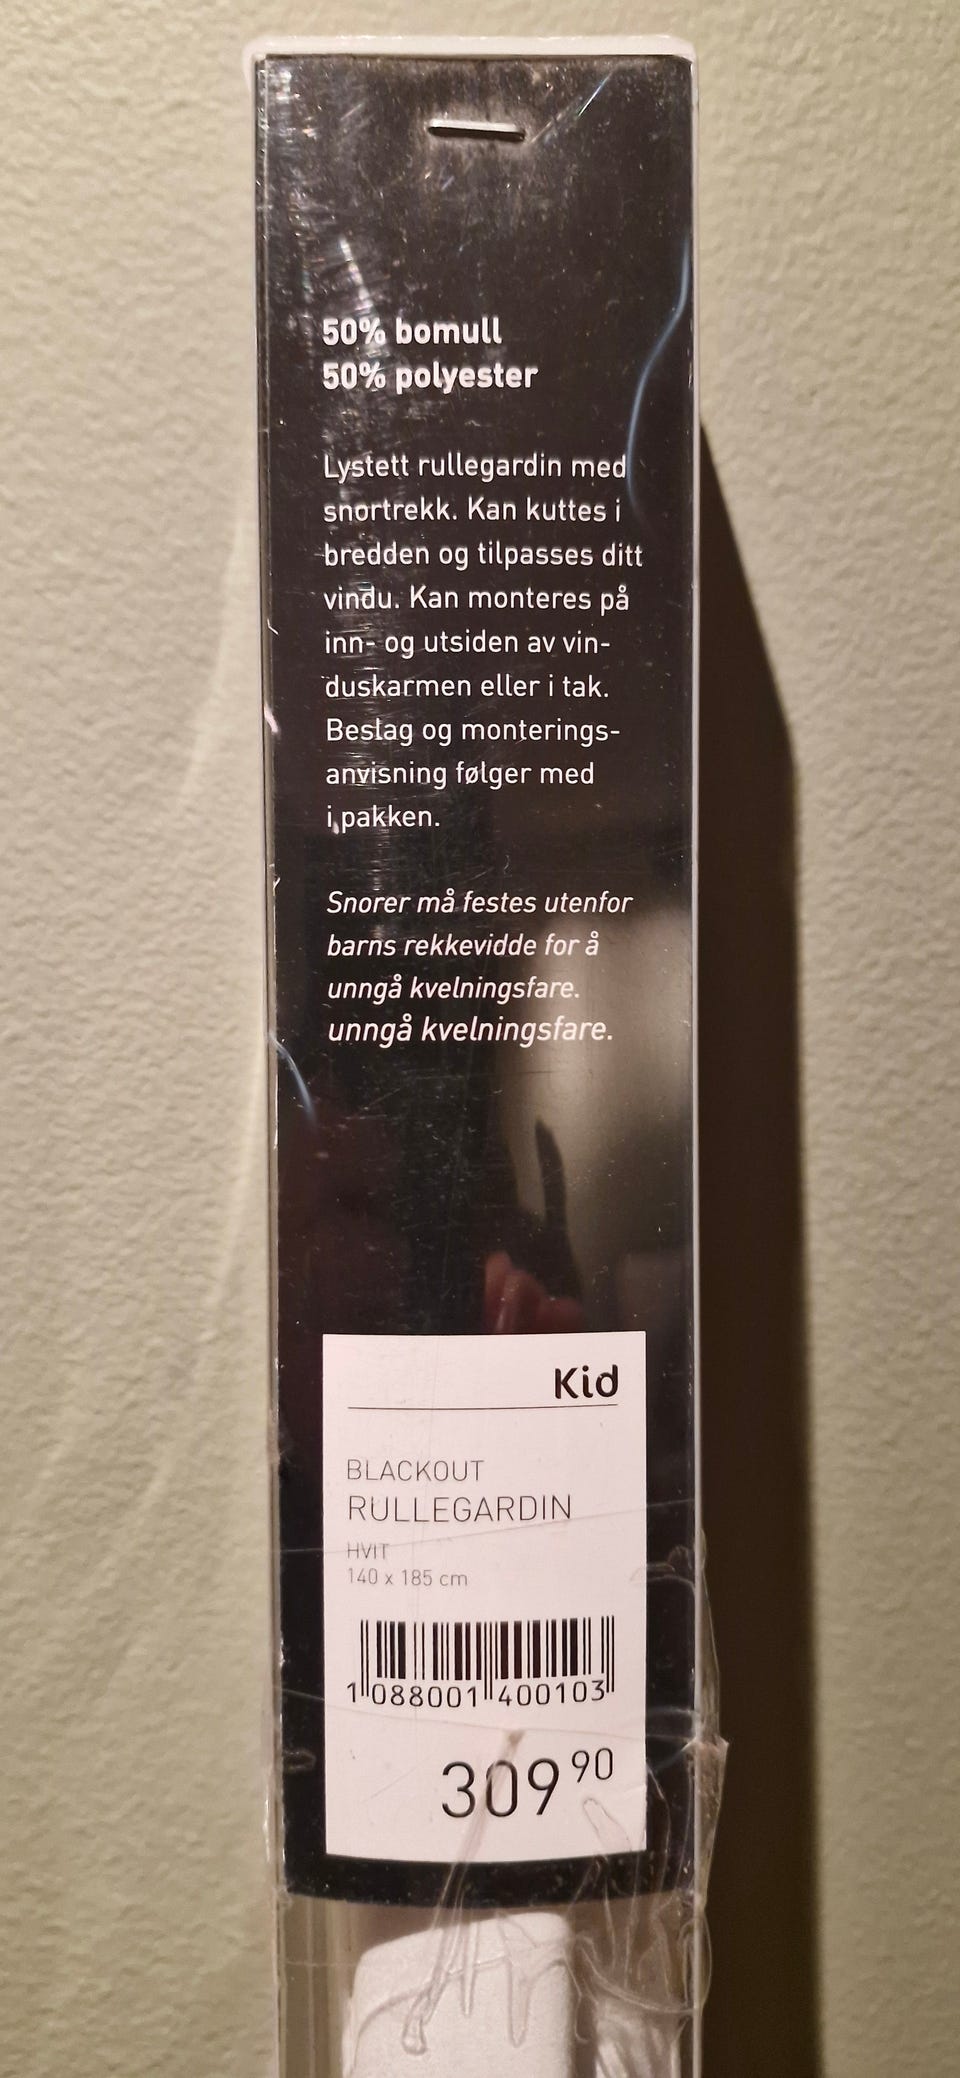 50% bomull
50% polyester
Lystett rullegardin med
snortrekk. Kan kuttes i
bredden og tilpasses ditt
vindu. Kan monteres på
inn- og utsiden av vin-
duskarmen eller i tak.
Beslag og monterings-
anvisning følger med
i pakken.
Snorer må festes utenfor
barns rekkevidde for å
unngå kvelningsfare.
unngå kvelningsfare.
Kid
BLACKOUT
RULLEGARDIN
HVIT
140 x 185 cm
1 088001 400103
309 90